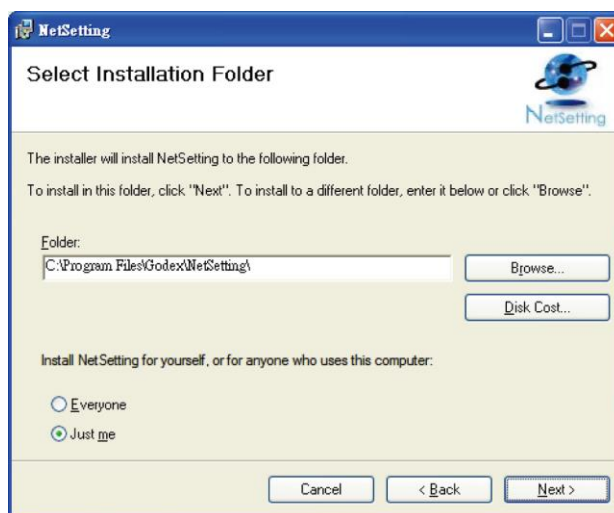 NetSetting
Select Installation Folder
NetSetting
The installer will install NetSetting to the following folder.
To install in this folder, click "Next". To install to a different folder, enter it below or click "Browse".
Folder:
C:\Program Files\Godex\NetSetting\
Browse...
Disk Cost...
Install NetSetting for yourself, or for anyone who uses this computer:
Everyone
Just me
Cancel
< Back
Next >